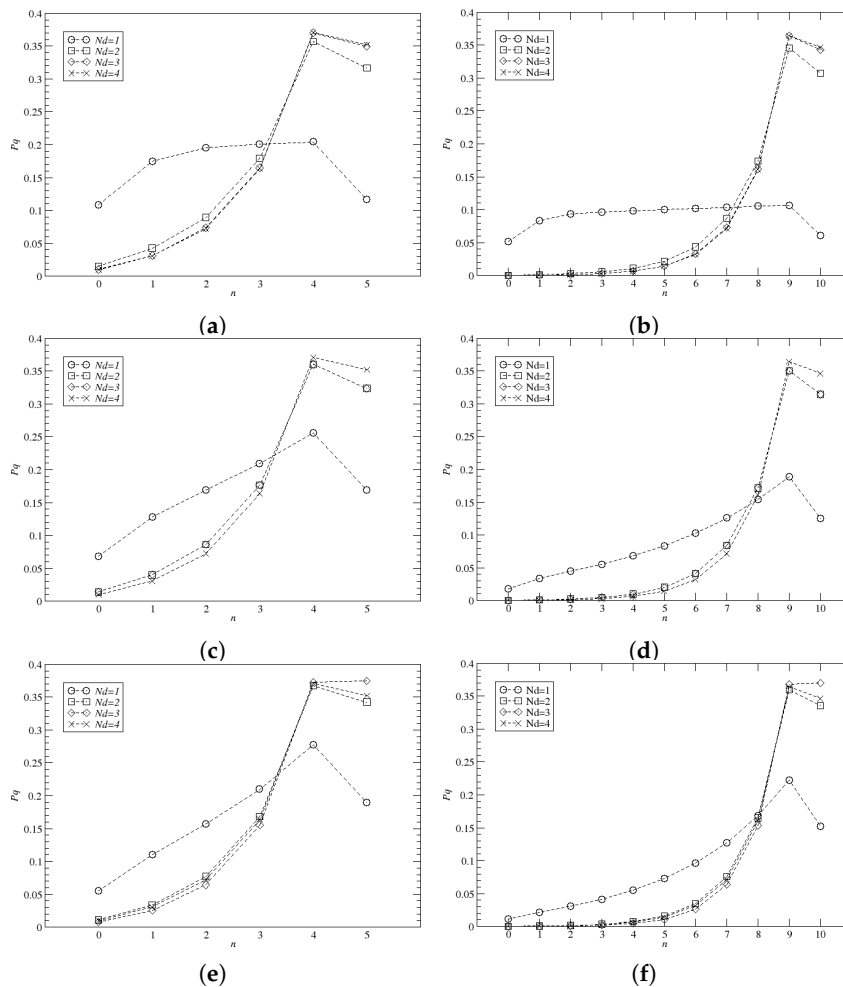 0.4
0.35
0.3
0.25
0.2
0.15
0.1
0.05
0
Pq
Nd=1
Nd=2
Nd=3
Nd=4
0 1 2 3 4 5
n
(a)
0.4
0.35
0.3
0.25
0.2
0.15
0.1
0.05
0
Pq
Nd=1
Nd=2
Nd=3
Nd=4
0 1 2 3 4 5 6 7 8 9 10
n
(b)
0.4
0.35
0.3
0.25
0.2
0.15
0.1
0.05
0
Pq
Nd=1
Nd=2
Nd=3
Nd=4
0 1 2 3 4 5
n
(c)
0.4
0.35
0.3
0.25
0.2
0.15
0.1
0.05
0
Pq
Nd=1
Nd=2
Nd=3
Nd=4
0 1 2 3 4 5 6 7 8 9 10
n
(d)
0.4
0.35
0.3
0.25
0.2
0.15
0.1
0.05
0
Pq
Nd=1
Nd=2
Nd=3
Nd=4
0 1 2 3 4 5
n
(e)
0.4
0.35
0.3
0.25
0.2
0.15
0.1
0.05
0
Pq
Nd=1
Nd=2
Nd=3
Nd=4
0 1 2 3 4 5 6 7 8 9 10
n
(f)